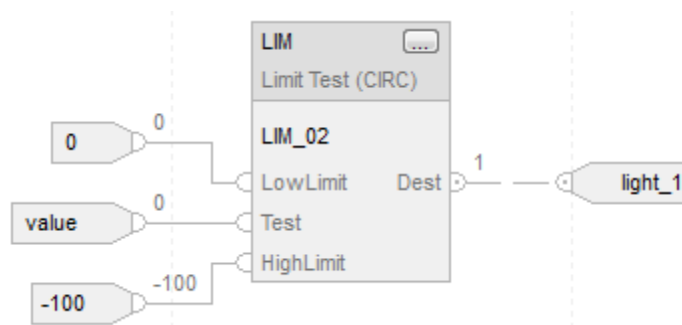 LIM
...
Limit Test (CIRC)
LIM_02
0
0
LowLimit
Dest
1
light_1
value
0
Test
HighLimit
-100
-100